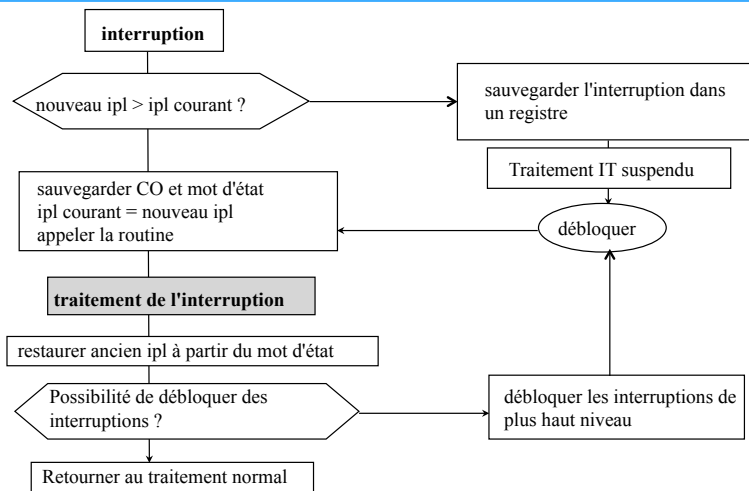 interruption
nouveau ipl > ipl courant ?
sauvegarder l'interruption dans
un registre
Traitement IT suspendu
débloquer
sauvegarder CO et mot d'état
ipl courant = nouveau ipl
appeler la routine
traitement de l'interruption
restaurer ancien ipl à partir du mot d'état
Possibilité de débloquer des
interruptions ?
débloquer les interruptions de
plus haut niveau
Retourner au traitement normal